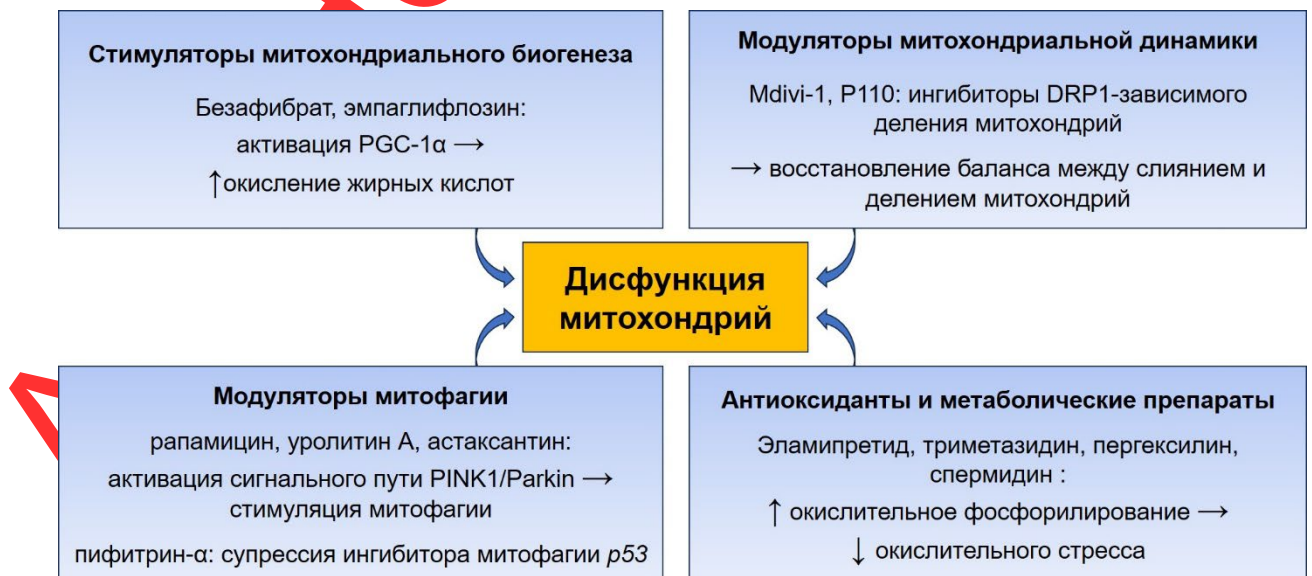 Стимуляторы митохондриального биогенеза
Безафибрат, эмпаглифлозин:
активация PGC-1α →
↑окисление жирных кислот
Модуляторы митохондриальной динамики
Mdivi-1, P110: ингибиторы DRP1-зависимого
деления митохондрий
→ восстановление баланса между слиянием и
делением митохондрий
Дисфункция
митохондрий
Модуляторы митофагии
рапамицин, уролитин А, астаксантин:
активация сигнального пути PINK1/Parkin →
стимуляция митофагии
пифитрин-α: супрессия ингибитора митофагии p53
Антиоксиданты и метаболические препараты
Эламипретид, триметазидин, пергексилин,
спермидин :
↑ окислительное фосфорилирование →
↓ окислительного стресса